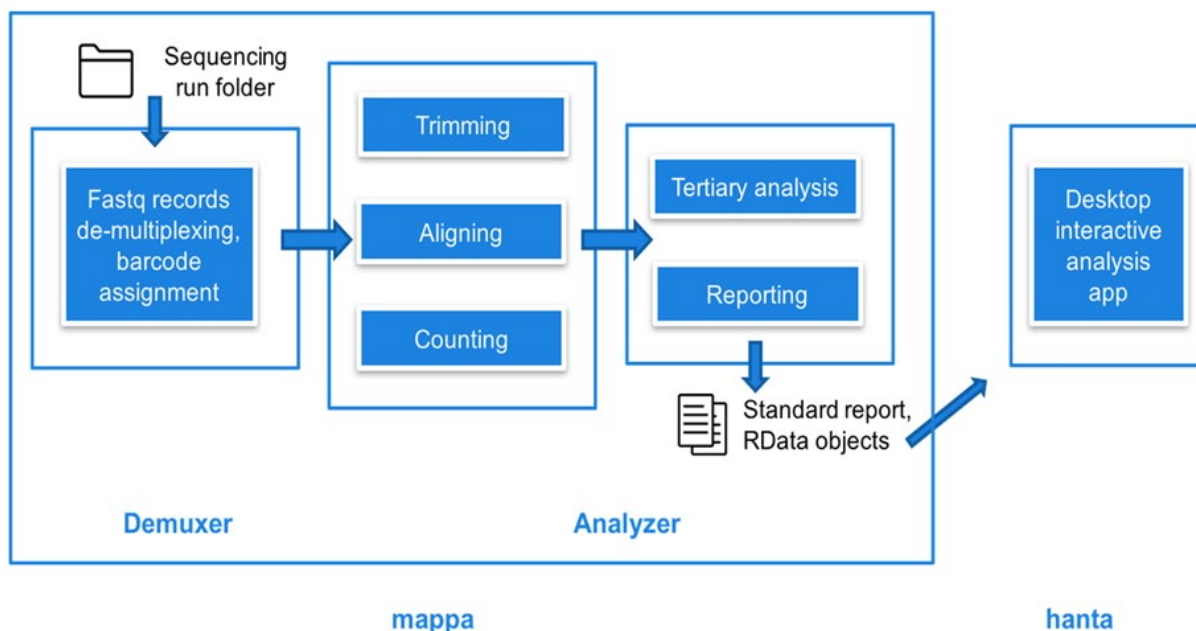 Sequencing
run folder
Fastq records
de-multiplexing,
barcode
assignment
Trimming
Aligning
Counting
Tertiary analysis
Reporting
Standard report,
RData objects
Desktop
interactive
analysis
app
Demuxer
Analyzer
mappa
hanta